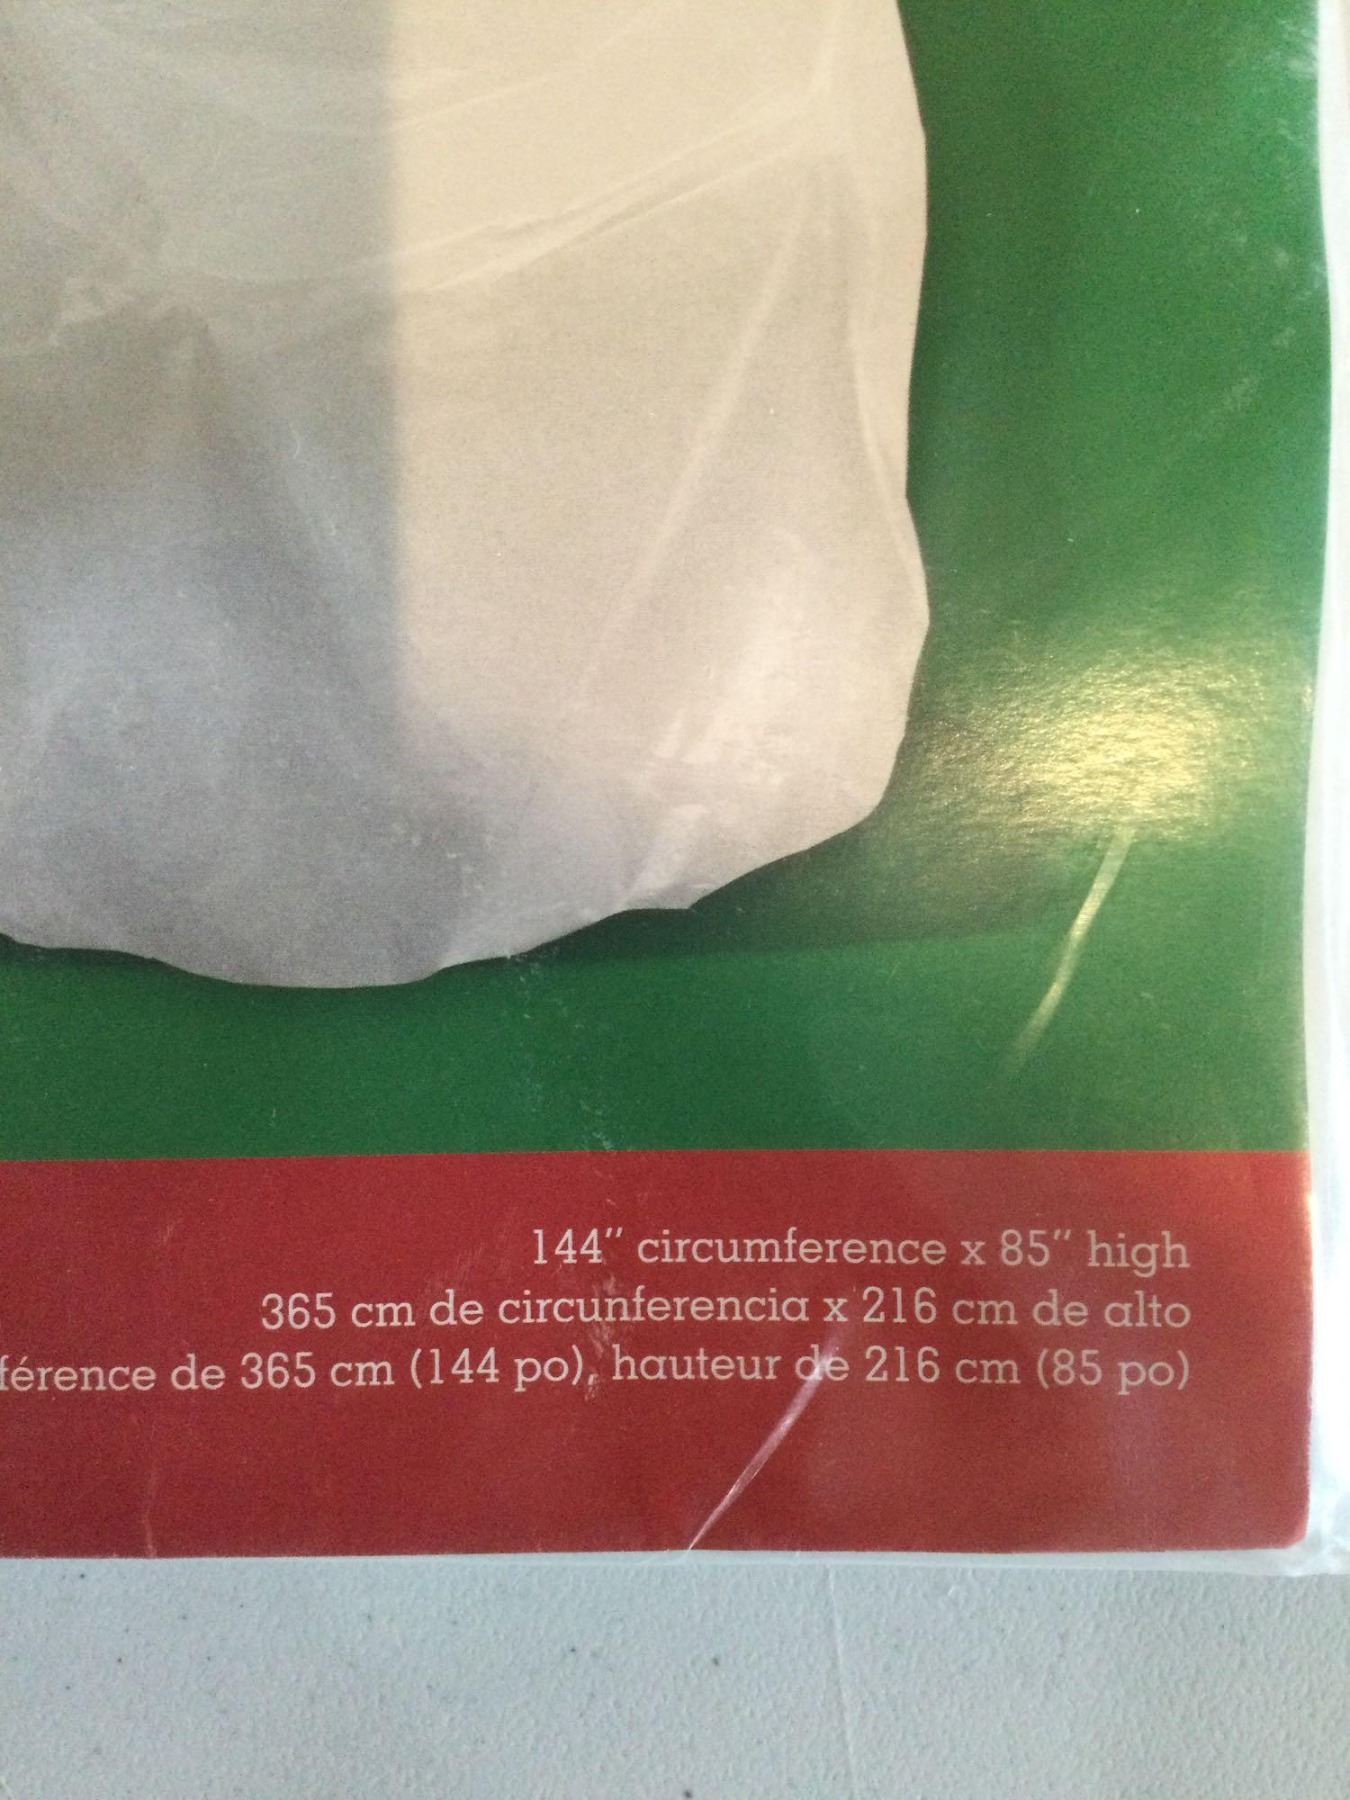 144" circumference x 85" high
365 cm de circunferencia x 216 cm de alto
férence de 365 cm (144 po), hauteur de 216 cm (85 po)